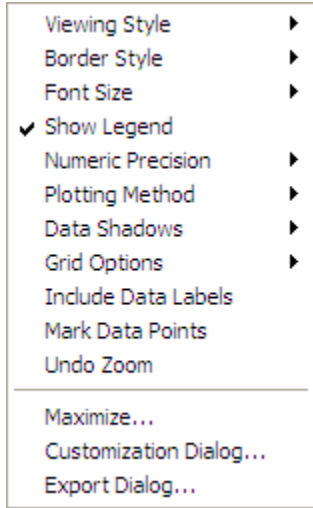 Viewing Style
Border Style
Font Size
Show Legend
Numeric Precision
Plotting Method
Data Shadows
Grid Options
Include Data Labels
Mark Data Points
Undo Zoom
Maximize...
Customization Dialog...
Export Dialog...